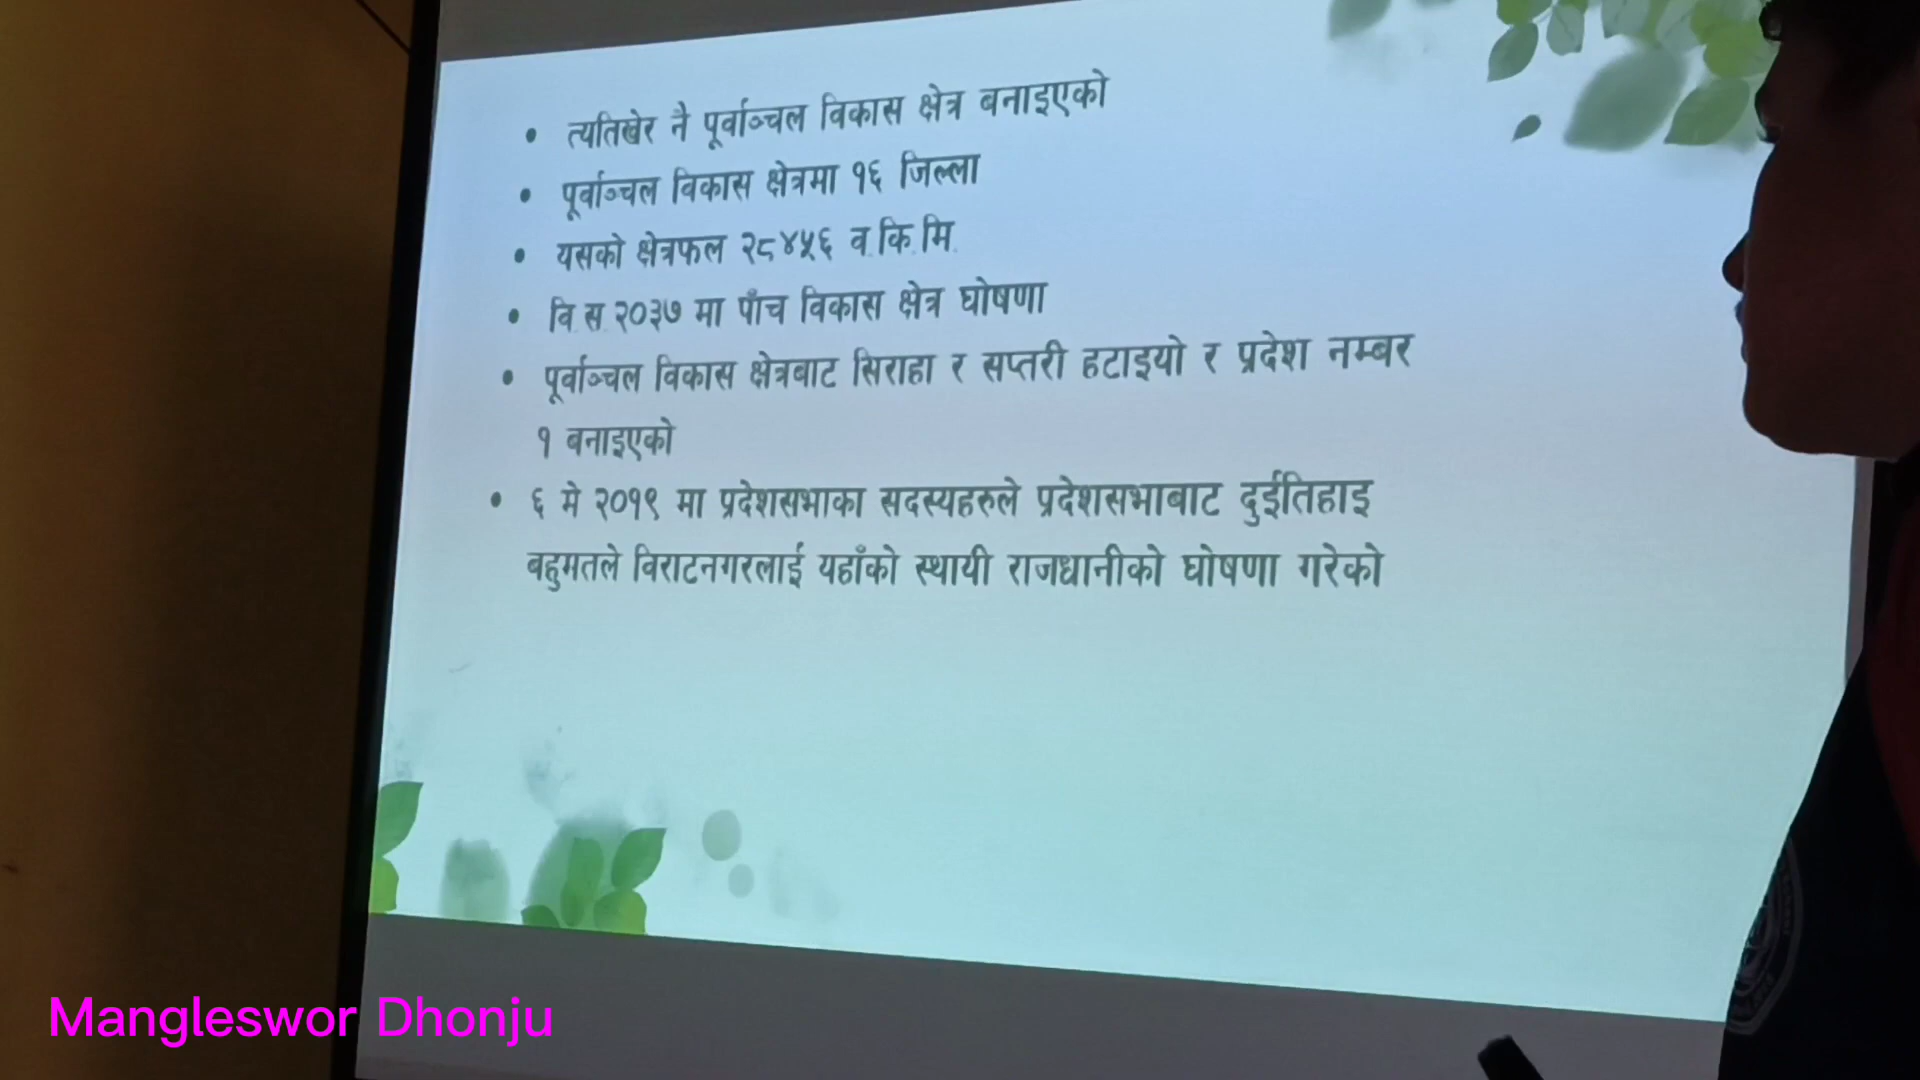 • त्यतिखेर नै पूर्वाञ्चल विकास क्षेत्र बनाइएको
• पूर्वाञ्चल विकास क्षेत्रमा १६ जिल्ला
• यसको क्षेत्रफल २८४५६ व.कि.मि.
• वि.स.२०३७ मा पाँच विकास क्षेत्र घोषणा
• पूर्वाञ्चल विकास क्षेत्रबाट सिराहा र सप्तरी हटाइयो र प्रदेश नम्बर
१ बनाइएको
• ६ मे २०१९ मा प्रदेशसभाका सदस्यहरुले प्रदेशसभाबाट दुईतिहाइ
बहुमतले विराटनगरलाई यहाँको स्थायी राजधानीको घोषणा गरेको
Mangleswor Dhonju